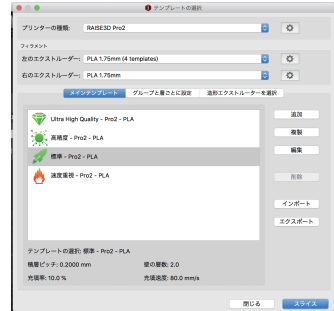 テンプレートの選択
プリンターの種類: RAISE3D Pro2
フィラメント
左のエクストルーダー: PLA 1.75mm (4 templates)
右のエクストルーダー: PLA 1.75mm
メインテンプレート グループと層ごとに設定 造形エクストルーダーを選択
Ultra High Quality - Pro2 - PLA
高精度 - Pro2 - PLA
標準 - Pro2 - PLA
速度重視 - Pro2 - PLA
追加
複製
編集
削除
インポート
エクスポート
テンプレートの選択: 標準 - Pro2 - PLA
積層ピッチ: 0.2000 mm 壁の層数: 2.0
充填率: 10.0 % 充填速度: 80.0 mm/s
閉じる スライス